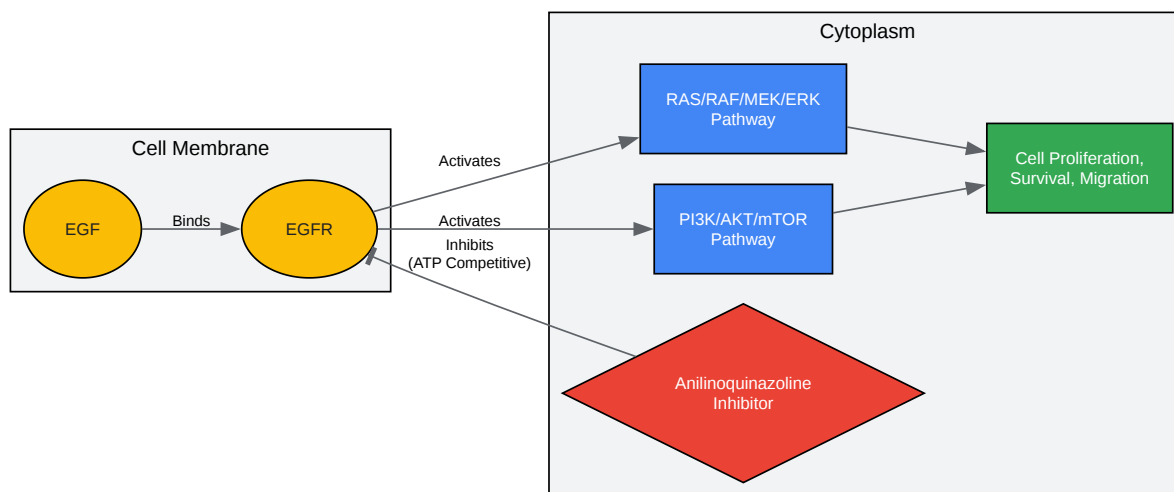 Cytoplasm
RAS/RAF/MEK/ERK
Pathway
Cell Membrane
Activates
Cell Proliferation,
Survival, Migration
EGF
Binds
EGFR
Activates
PI3K/AKT/mTOR
Pathway
Inhibits
(ATP Competitive)
Anilinoquinazoline
Inhibitor